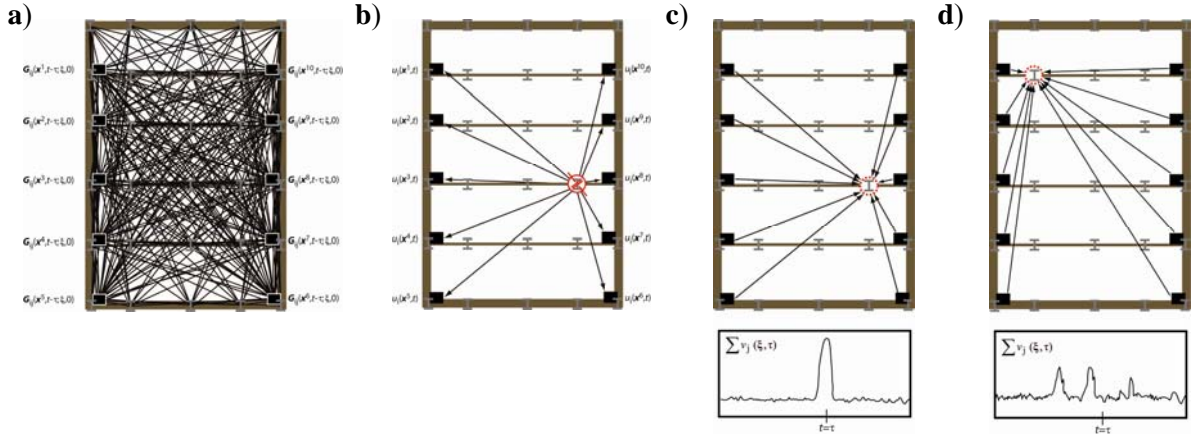 a)
b)
c)
d)
G_ij(x^1,t-τ;ξ,0)
G_ij(x^2,t-τ;ξ,0)
G_ij(x^3,t-τ;ξ,0)
G_ij(x^4,t-τ;ξ,0)
G_ij(x^5,t-τ;ξ,0)
G_ij(x^10,t-τ;ξ,0)
G_ij(x^9,t-τ;ξ,0)
G_ij(x^8,t-τ;ξ,0)
G_ij(x^7,t-τ;ξ,0)
G_ij(x^6,t-τ;ξ,0)
u_i(x^1,t)
u_i(x^2,t)
u_i(x^3,t)
u_i(x^4,t)
u_i(x^5,t)
u_i(x^10,t)
u_i(x^9,t)
u_i(x^8,t)
u_i(x^7,t)
u_i(x^6,t)
∑ v_j (ξ,τ)
t=τ
∑ v_j (ξ,τ)
t=τ